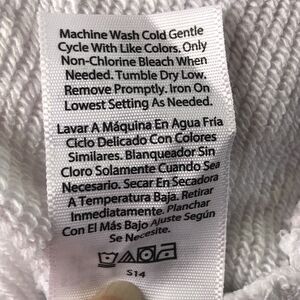 Machine Wash Cold Gentle
Cycle With Like Colors. Only
Non-Chlorine Bleach When
Needed. Tumble Dry Low.
Remove Promptly. Iron On
Lowest Setting As Needed.
Lavar A Máquina En Agua Fría
Ciclo Delicado Con Colores
Similares. Blanqueador Sin
Cloro Solamente Cuando Sea
Necesario. Secar En Secadora
A Temperatura Baja. Retirar
Inmediatamente. Planchar
Con El Más Bajo Ajuste Según
Se Necesite.
S14